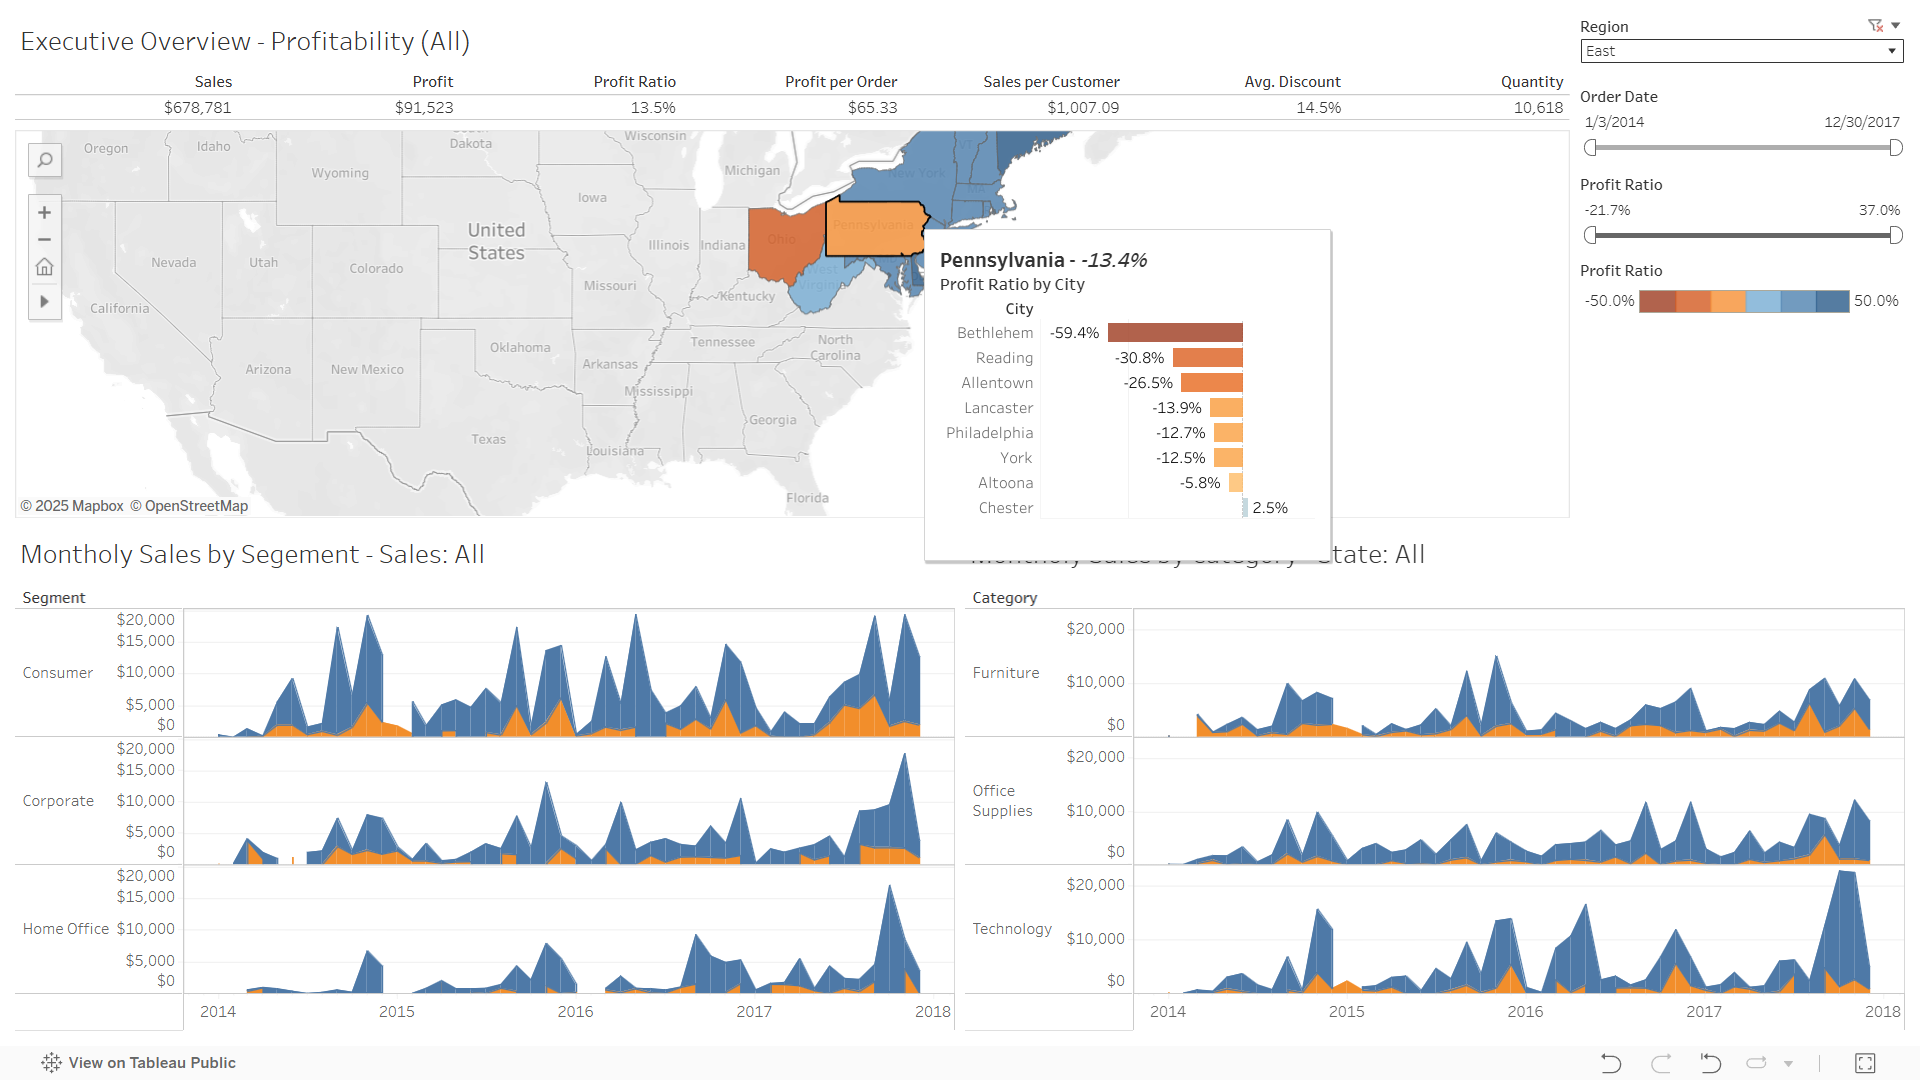 Executive Overview - Profitability (All)
Sales Profit Profit Ratio Profit per Order Sales per Customer Avg. Discount Quantity
$678,781 $91,523 13.5% $65.33 $1,007.09 14.5% 10,618
Region
East
Order Date
1/3/2014 12/30/2017
Profit Ratio
-21.7% 37.0%
Profit Ratio
-50.0% 50.0%
Oregon
Idaho
Wyoming
Dakota
Wisconsin
Michigan
New York
VT
MA
Iowa
United
States
Illinois
Indiana
Ohio
Pennsylvania
West
Virginia
Nevada
Utah
Colorado
Missouri
Kentucky
California
Oklahoma
Tennessee
North
Carolina
Arizona
New Mexico
Arkansas
Mississippi
Georgia
Texas
Louisiana
Florida
© 2025 Mapbox © OpenStreetMap
Pennsylvania - -13.4%
Profit Ratio by City
City
Bethlehem -59.4%
Reading -30.8%
Allentown -26.5%
Lancaster -13.9%
Philadelphia -12.7%
York -12.5%
Altoona -5.8%
Chester 2.5%
Montholy Sales by Segement - Sales: All
Segment
Consumer
$20,000
$15,000
$10,000
$5,000
$0
Corporate
$20,000
$15,000
$10,000
$5,000
$0
Home Office
$20,000
$15,000
$10,000
$5,000
$0
2014 2015 2016 2017 2018
Montholy Sales by Category - State: All
Category
Furniture
$20,000
$10,000
$0
Office
Supplies
$20,000
$10,000
$0
Technology
$20,000
$10,000
$0
2014 2015 2016 2017 2018
View on Tableau Public